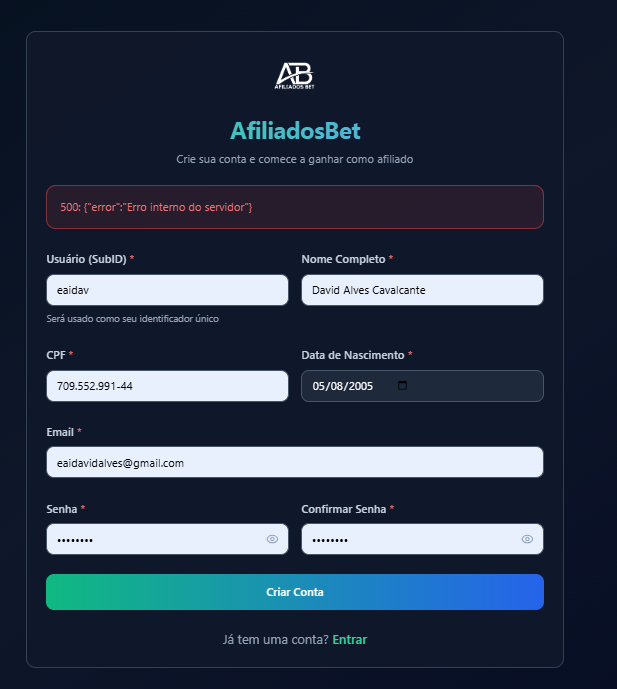 AB
AFILIADOS BET
AfiliadosBet
Crie sua conta e comece a ganhar como afiliado
500: {"error":"Erro interno do servidor"}
Usuário (SubID) *
Nome Completo *
eaidav
David Alves Cavalcante
Será usado como seu identificador único
CPF *
Data de Nascimento *
709.552.991-44
05/08/2005
Email *
eaidavidalves@gmail.com
Senha *
Confirmar Senha *
••••••••
••••••••
Criar Conta
Já tem uma conta? Entrar